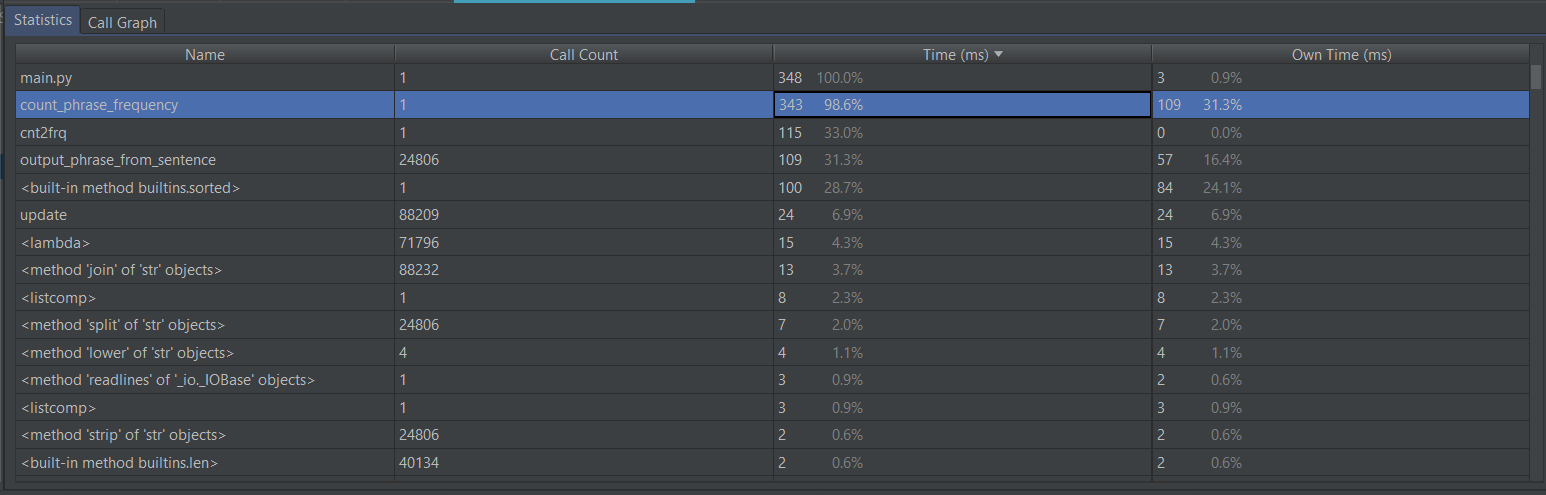 Statistics Call Graph
Name Call Count Time (ms) Own Time (ms)
main.py 1 348 100.0% 3 0.9%
count_phrase_frequency 1 343 98.6% 109 31.3%
cnt2frq 1 115 33.0% 0 0.0%
output_phrase_from_sentence 24806 109 31.3% 57 16.4%
<built-in method builtins.sorted> 1 100 28.7% 84 24.1%
update 88209 24 6.9% 24 6.9%
<lambda> 71796 15 4.3% 15 4.3%
<method 'join' of 'str' objects> 88232 13 3.7% 13 3.7%
<listcomp> 1 8 2.3% 8 2.3%
<method 'split' of 'str' objects> 24806 7 2.0% 7 2.0%
<method 'lower' of 'str' objects> 4 4 1.1% 4 1.1%
<method 'readlines' of '_io._IOBase' objects> 1 3 0.9% 2 0.6%
<listcomp> 1 3 0.9% 3 0.9%
<method 'strip' of 'str' objects> 24806 2 0.6% 2 0.6%
<built-in method builtins.len> 40134 2 0.6% 2 0.6%